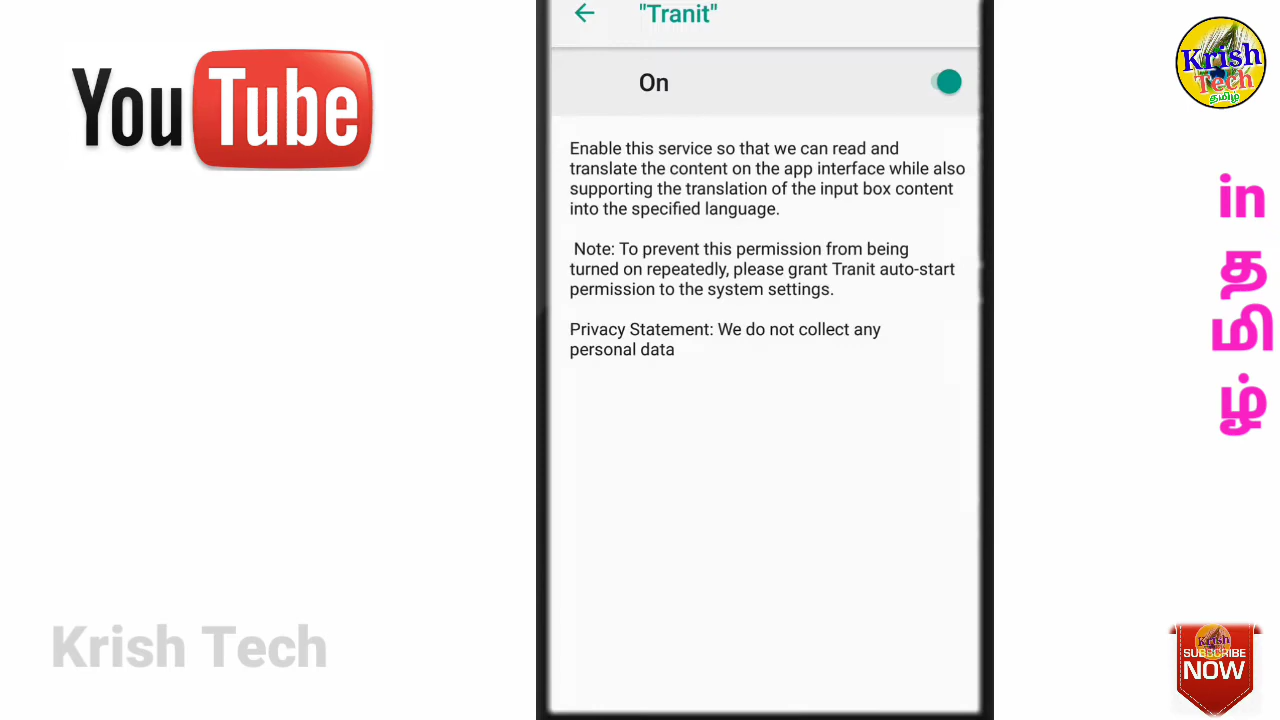 "Tranit"
YouTube
Krish
Tech
தமிழ்
On
Enable this service so that we can read and
translate the content on the app interface while also
supporting the translation of the input box content
into the specified language.
Note: To prevent this permission from being
turned on repeatedly, please grant Tranit auto-start
permission to the system settings.
Privacy Statement: We do not collect any
personal data
in
த
மி
ழ்
Krish Tech
Krish
Tech
SUBSCRIBE
NOW